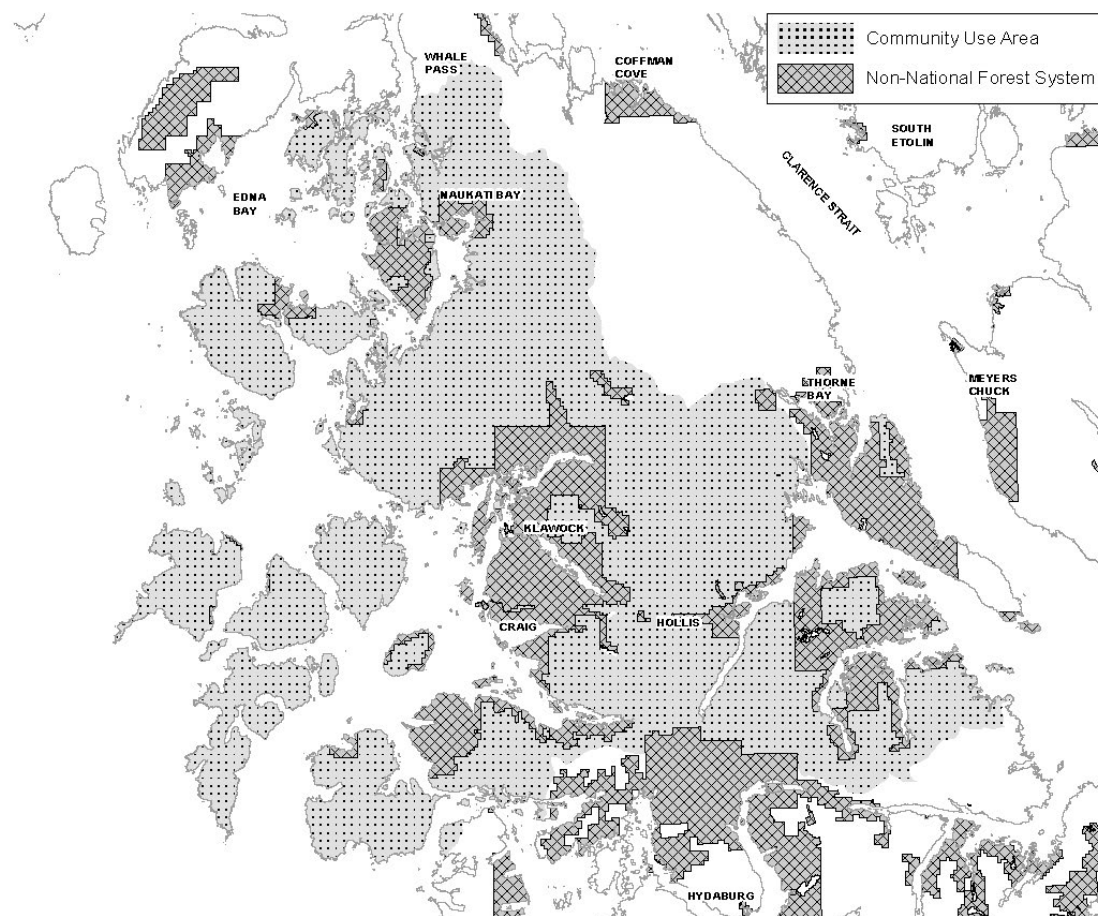 Community Use Area
Non-National Forest System
WHALE
PASS
COFFMAN
COVE
SOUTH
ETOLIN
CLARENCE STRAIT
EDNA
BAY
NAUKATI BAY
THORNE
BAY
MEYERS
CHUCK
KLAWOCK
CRAIG
HOLLIS
HYDABURG